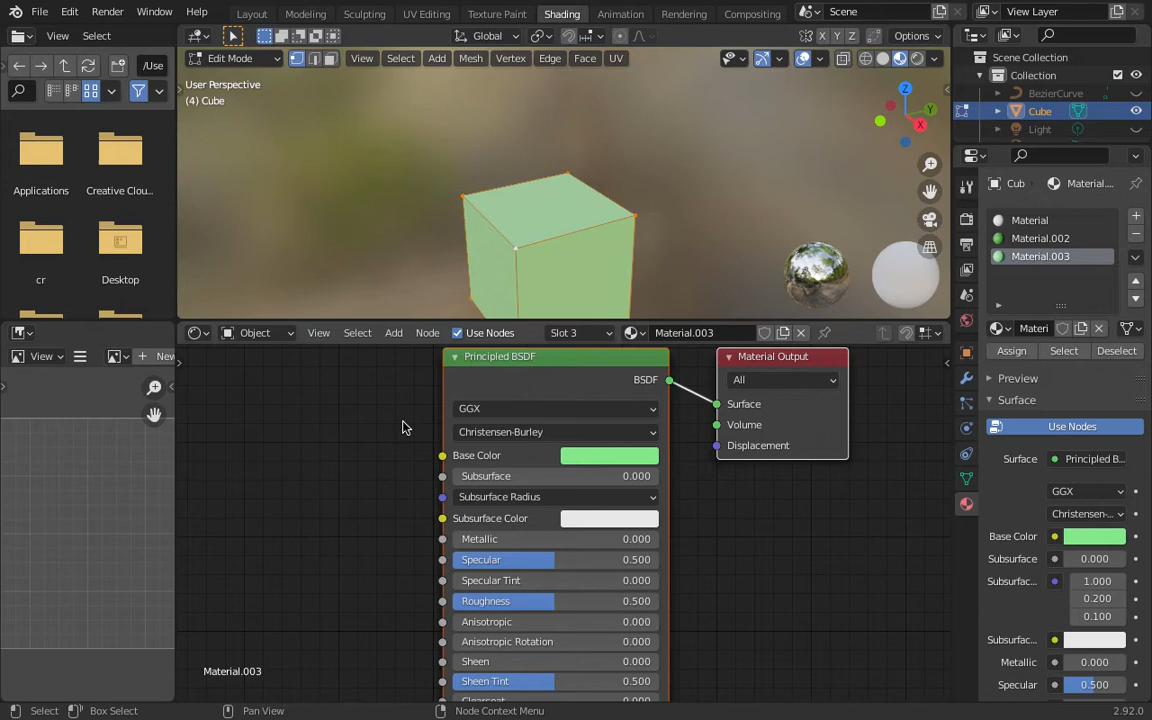 File Edit Render Window Help
Layout Modeling Sculpting UV Editing Texture Paint Shading Animation Rendering Compositing
Scene
View Layer
View Select
Global
X Y Z
Options
/Use
Edit Mode
View Select Add Mesh Vertex Edge Face UV
User Perspective
(4) Cube
Z
Y
X
Applications
Creative Clou...
cr
Desktop
Scene Collection
Collection
BezierCurve
Cube
Light
Cub
Material....
Material
Material.002
Material.003
Materi
Assign Select Deselect
Preview
Surface
Use Nodes
Surface Principled B...
GGX
Christensen-...
Base Color
Subsurface 0.000
Subsurfac... 1.000
0.200
0.100
Subsurfac...
Metallic 0.000
Specular 0.500
View
New
Object
View Select Add Node
Use Nodes
Slot 3
Material.003
Principled BSDF
BSDF
GGX
Christensen-Burley
Base Color
Subsurface 0.000
Subsurface Radius
Subsurface Color
Metallic 0.000
Specular 0.500
Specular Tint 0.000
Roughness 0.500
Anisotropic 0.000
Anisotropic Rotation 0.000
Sheen 0.000
Sheen Tint 0.500
Material Output
All
Surface
Volume
Displacement
Material.003
Select
Box Select
Pan View
Node Context Menu
2.92.0